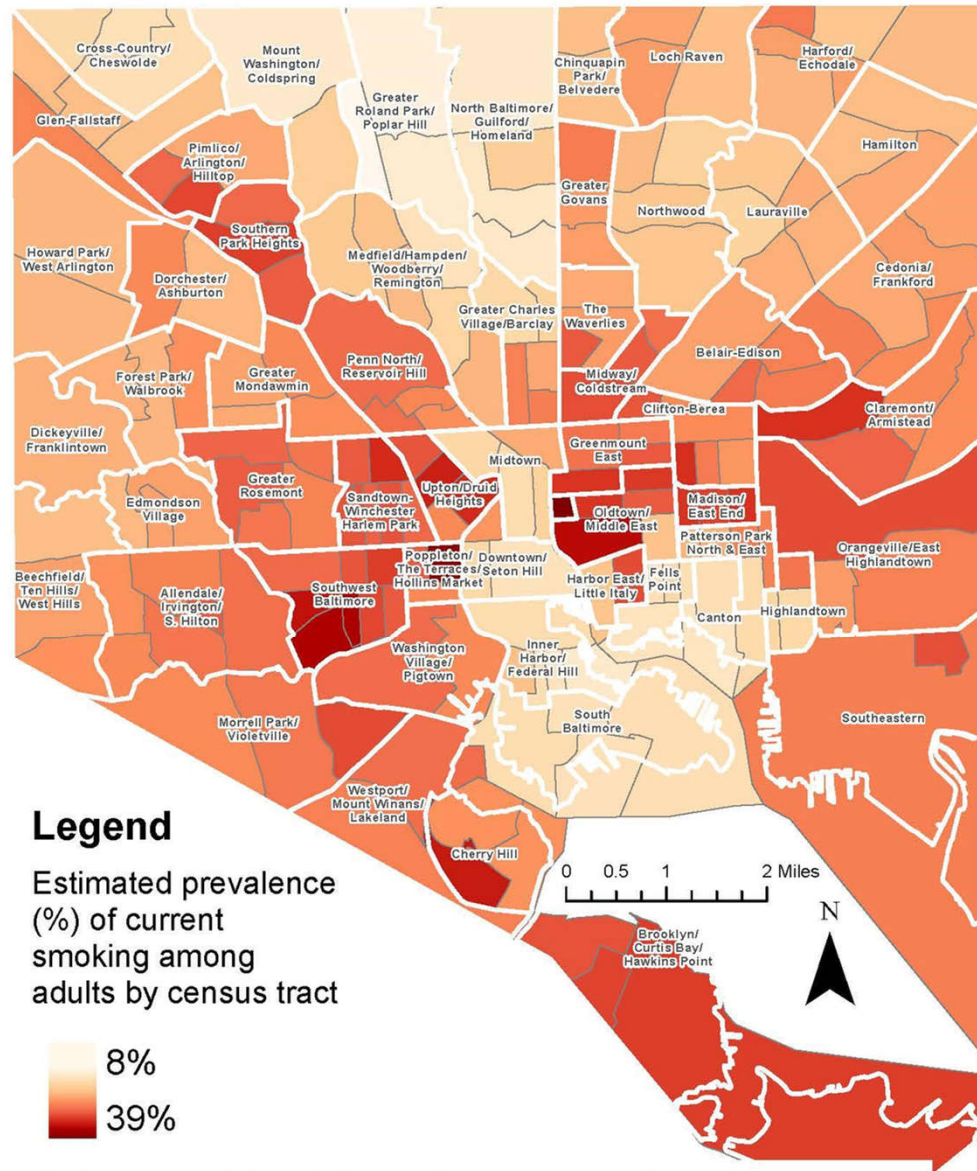 Cross-Country/
Cheswolde
Mount
Washington/
Coldspring
Greater
Roland Park/
Poplar Hill
North Baltimore/
Guilford/
Homeland
Chinquapin
Park/
Belvedere
Loch Raven
Harford/
Echodale
Glen-Fallstaff
Pimlico/
Arlington/
Hilltop
Hamilton
Greater
Govans
Northwood
Lauraville
Southern
Park Heights
Howard Park/
West Arlington
Dorchester/
Ashburton
Medfield/Hampden/
Woodberry/
Remington
Cedonia/
Frankford
Greater Charles
Village/Barclay
The
Waverlies
Belair-Edison
Penn North/
Reservoir Hill
Greater
Mondawmin
Forest Park/
Walbrook
Midway/
Coldstream
Clifton-Berea
Claremont/
Armistead
Dickeyville/
Franklintown
Greenmount
East
Midtown
Greater
Rosemont
Upton/Druid
Heights
Sandtown-
Winchester
Harlem Park
Edmondson
Village
Oldtown/
Middle East
Madison/
East End
Patterson Park
North & East
Orangeville/East
Highlandtown
Beechfield/
Ten Hills/
West Hills
Allendale/
Irvington/
S. Hilton
Southwest
Baltimore
Poppleton/
The Terraces/
Hollins Market
Downtown/
Seton Hill
Harbor East/
Little Italy
Fells
Point
Canton
Highlandtown
Washington
Village/
Pigtown
Inner
Harbor/
Federal Hill
South
Baltimore
Southeastern
Morrell Park/
Violetville
Westport/
Mount Winans/
Lakeland
Cherry Hill
Brooklyn/
Curtis Bay/
Hawkins Point
0 0.5 1 2 Miles
N
Legend
Estimated prevalence
(%) of current
smoking among
adults by census tract
8%
39%